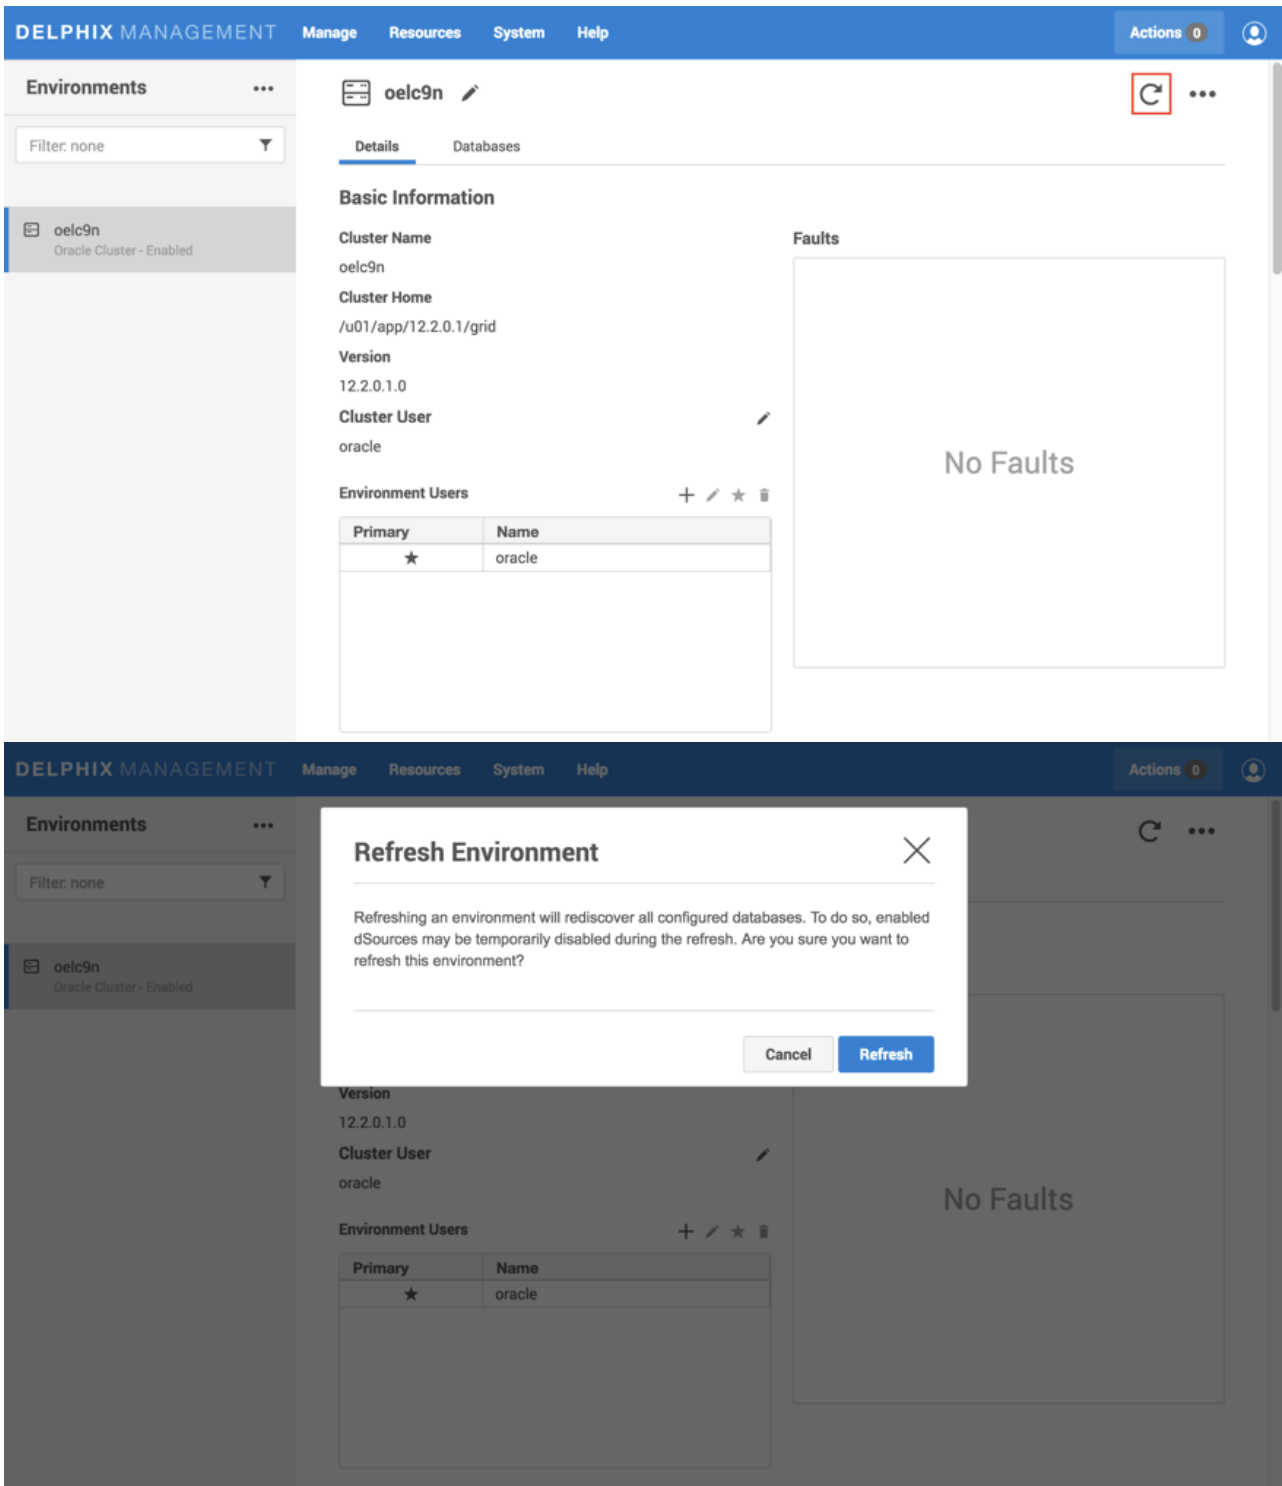 DELPHIX MANAGEMENT Manage Resources System Help Actions 0
Environments
oelc9n
Filter: none
Details Databases
Basic Information
oelc9n
Oracle Cluster - Enabled
Cluster Name
Faults
oelc9n
Cluster Home
/u01/app/12.2.0.1/grid
Version
12.2.0.1.0
Cluster User
oracle
No Faults
Environment Users
Primary Name
oracle
DELPHIX MANAGEMENT Manage Resources System Help Actions 0
Environments
Filter: none
oelc9n
Oracle Cluster - Enabled
Refresh Environment
Refreshing an environment will rediscover all configured databases. To do so, enabled
dSources may be temporarily disabled during the refresh. Are you sure you want to
refresh this environment?
Cancel Refresh
Version
12.2.0.1.0
Cluster User
oracle
No Faults
Environment Users
Primary Name
oracle